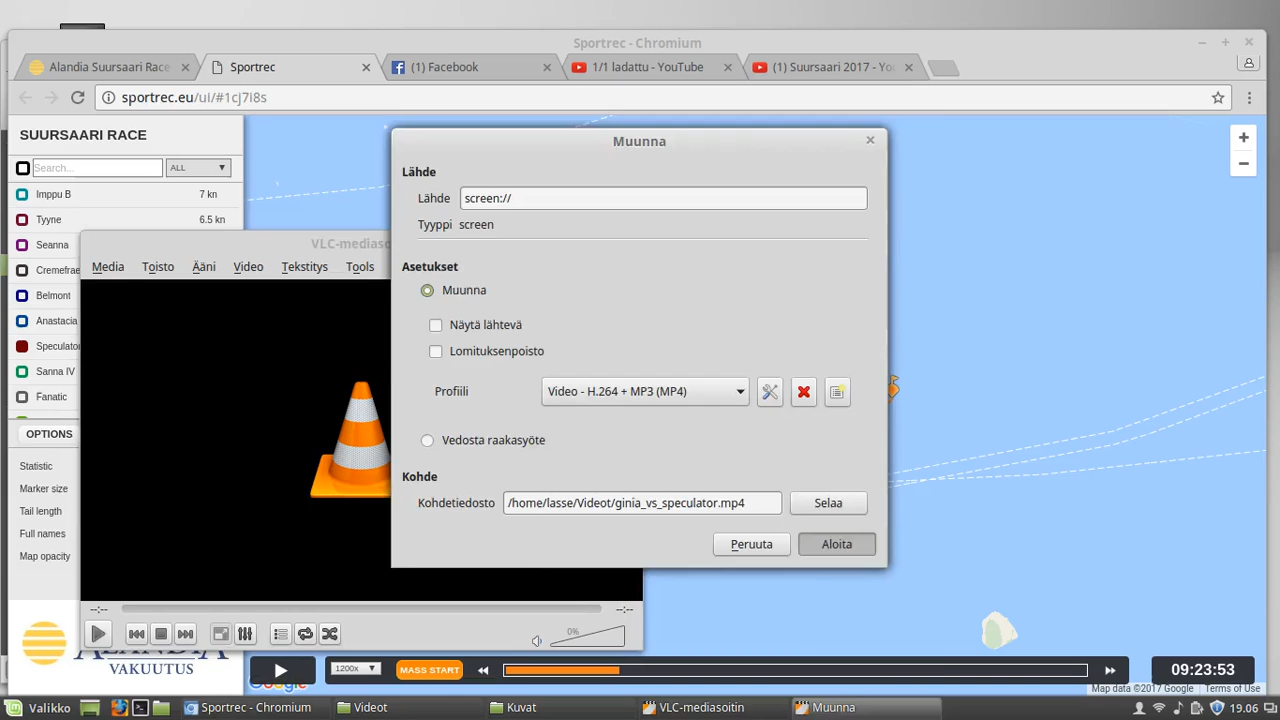 Sportrec - Chromium
Alandia Suursaari Race
Sportrec
(1) Facebook
1/1 ladattu - YouTube
(1) Suursaari 2017 - Yo
sportrec.eu/ui/#1cj7i8s
SUURSAARI RACE
Search...
ALL
Imppu B 7 kn
Tyyne 6.5 kn
Seanna
Cremefrae
Belmont
Anastacia
Speculator
Sanna IV
Fanatic
OPTIONS
Statistic
Marker size
Tail length
Full names
Map opacity
VLC-mediaso
Media Toisto Ääni Video Tekstitys Tools
--:-- --:--
0%
Muunna
Lähde
Lähde screen://
Tyyppi screen
Asetukset
Muunna
Näytä lähtevä
Lomituksenpoisto
Profiili Video - H.264 + MP3 (MP4)
Vedosta raakasyöte
Kohde
Kohdetiedosto /home/lasse/Videot/ginia_vs_speculator.mp4 Selaa
Peruuta Aloita
ALANDIA
VAKUUTUS
1200x MASS START 09:23:53
Google Map data ©2017 Google Terms of Use
Valikko Sportrec - Chromium Videot Kuvat VLC-mediasoitin Muunna 19.06